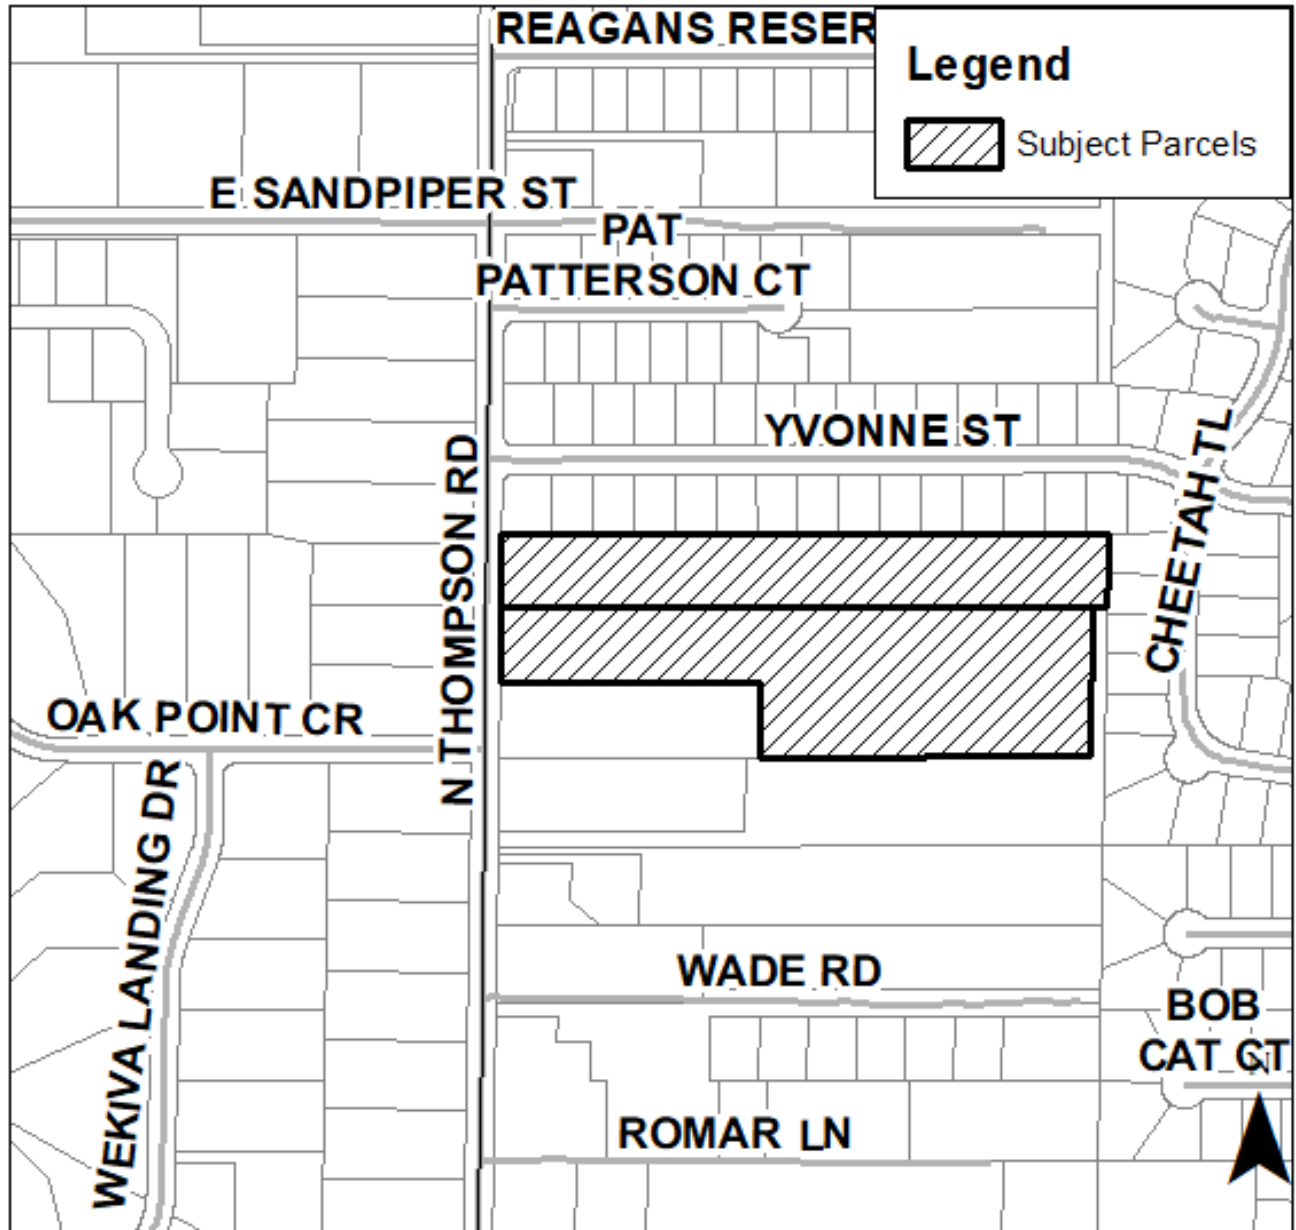 REAGANS RESER
Legend
Subject Parcels
E SANDPIPER ST
PAT
PATTERSON CT
YVONNE ST
CHEETAH TL
N THOMPSON RD
OAK POINT CR
WEKIVA LANDING DR
WADE RD
BOB
CAT CT
N
ROMAR LN